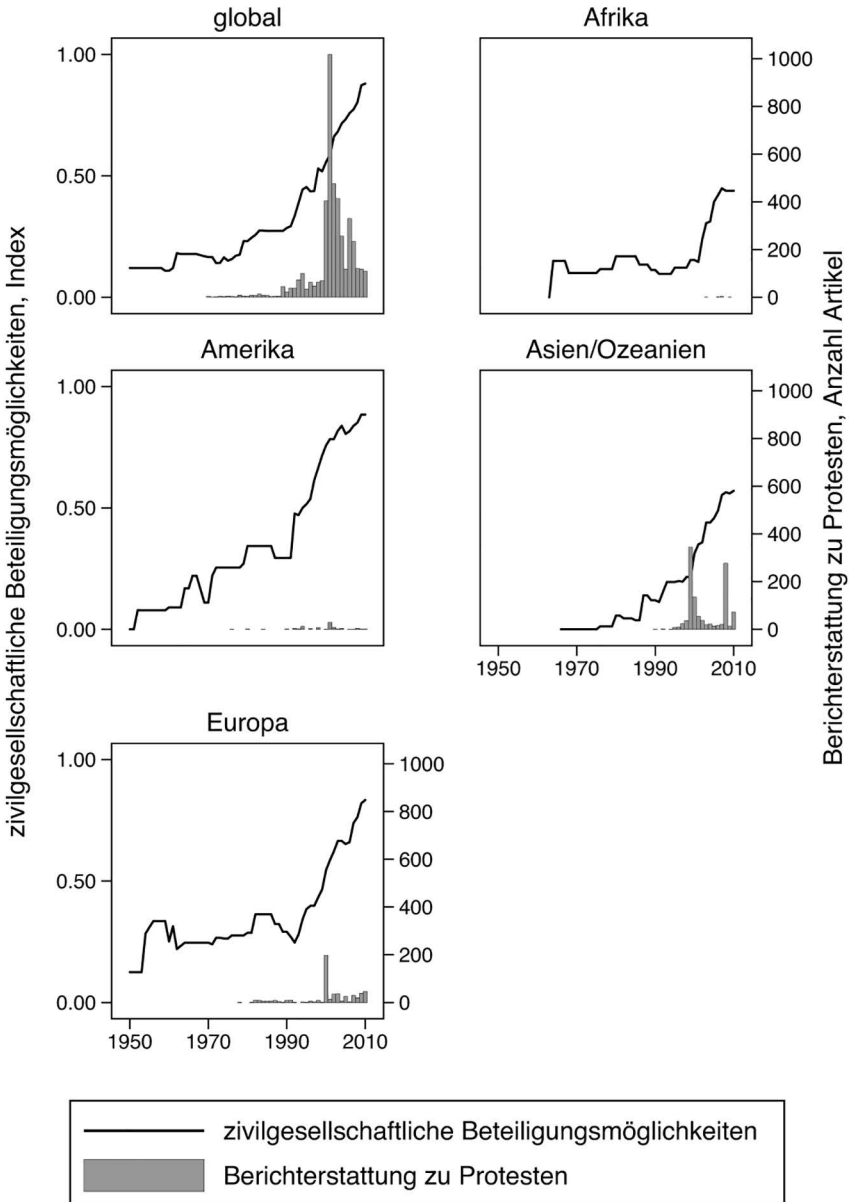 global
Afrika
1.00
0.50
0.00
1000
800
600
400
200
0
Amerika
Asien/Ozeanien
1.00
0.50
0.00
1000
800
600
400
200
0
1950 1970 1990 2010
Europa
1.00
0.50
0.00
1000
800
600
400
200
0
1950 1970 1990 2010
zivilgesellschaftliche Beteiligungsmöglichkeiten, Index
Berichterstattung zu Protesten, Anzahl Artikel
zivilgesellschaftliche Beteiligungsmöglichkeiten
Berichterstattung zu Protesten